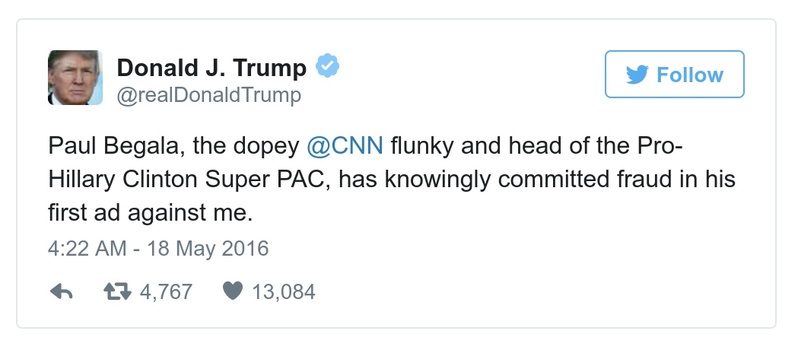 Donald J. Trump
@realDonaldTrump
Follow
Paul Begala, the dopey @CNN flunky and head of the Pro-
Hillary Clinton Super PAC, has knowingly committed fraud in his
first ad against me.
4:22 AM - 18 May 2016
4,767 13,084